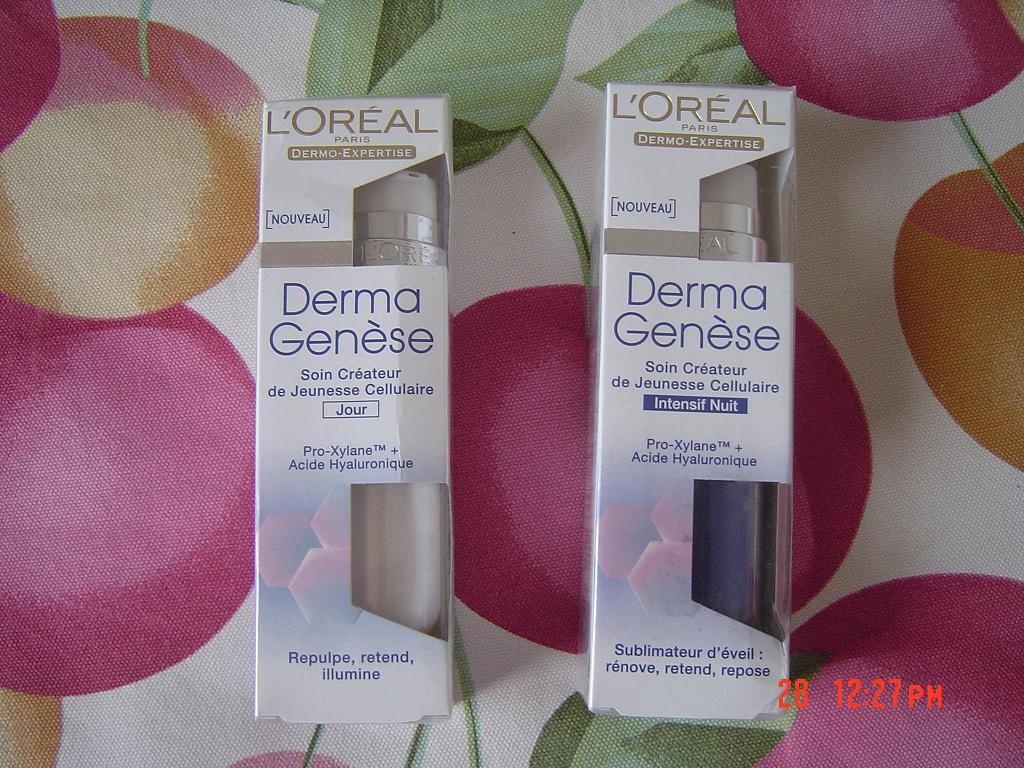 L'ORÉAL
PARIS
DERMO-EXPERTISE
[NOUVEAU]
L'ORÉ
Derma
Genèse
Soin Créateur
de Jeunesse Cellulaire
Jour
Pro-Xylane™ +
Acide Hyaluronique
Repulpe, retend,
illumine
L'ORÉAL
PARIS
DERMO-EXPERTISE
[NOUVEAU]
ÉAL
Derma
Genèse
Soin Créateur
de Jeunesse Cellulaire
Intensif Nuit
Pro-Xylane™ +
Acide Hyaluronique
Sublimateur d'éveil :
rénove, retend, repose
28 12:27PM